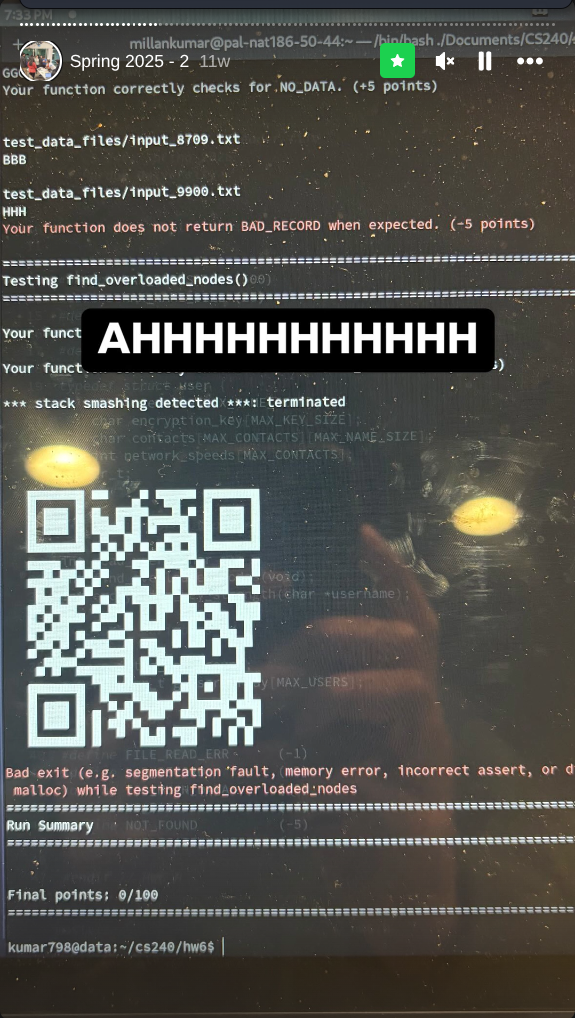 7:33 PM
millankumar@pal-nat186-50-44:~ — /bin/bash ./Documents/CS240/
Spring 2025 - 2 11w
Your function correctly checks for NO_DATA. (+5 points)
test_data_files/input_8709.txt
BBB
test_data_files/input_9900.txt
HHH
Your function does not return BAD_RECORD when expected. (-5 points)
Testing find_overloaded_nodes()
Your funct
AHHHHHHHHHHHH
Your funct
struct user {
*** stack smashing detected ***: terminated
char encryption_key[MAX_KEY_SIZE];
char contacts[MAX_CONTACTS][MAX_NAME_SIZE];
int network_speeds[MAX_CONTACTS];
(void);
(char *username);
[MAX_USERS];
FILE_READ_ERR (-1)
Bad exit (e.g. segmentation fault, memory error, incorrect assert, or d
malloc) while testing find_overloaded_nodes
Run Summary
NOT_FOUND (-5)
Final points: 0/100
kumar798@data:~/cs240/hw6$